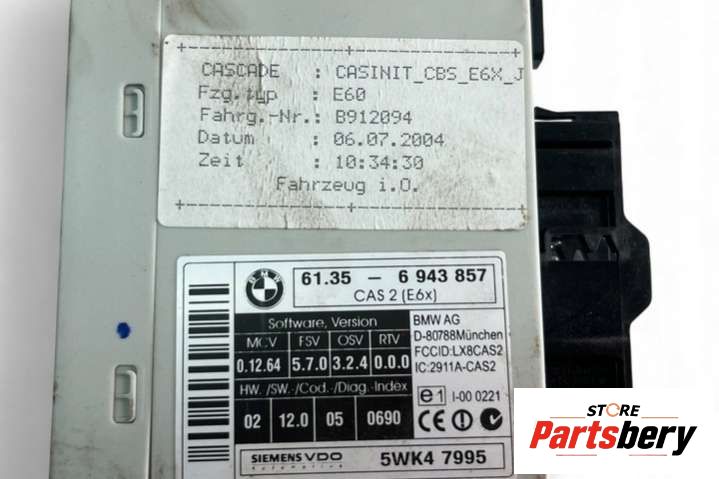 CASCADE : CASINIT_CBS_E6X_J
Fzg.typ : E60
Fahrg.-Nr.: B912094
Datum : 06.07.2004
Zeit : 10:34:30
Fahrzeug i.O.
BMW
61.35 - 6 943 857
CAS 2 (E6x)
Software, Version
MCV FSV OSV RTV
0.12.64 5.7.0 3.2.4 0.0.0
HW. /SW.-/Cod./Diag.-Index
02 12.0 05 0690
BMW AG
D-80788München
FCCID:LX8CAS2
IC:2911A-CAS2
e1 I-00 0221
CE
SIEMENS VDO
Automotive
5WK4 7995
STORE
Partsbery